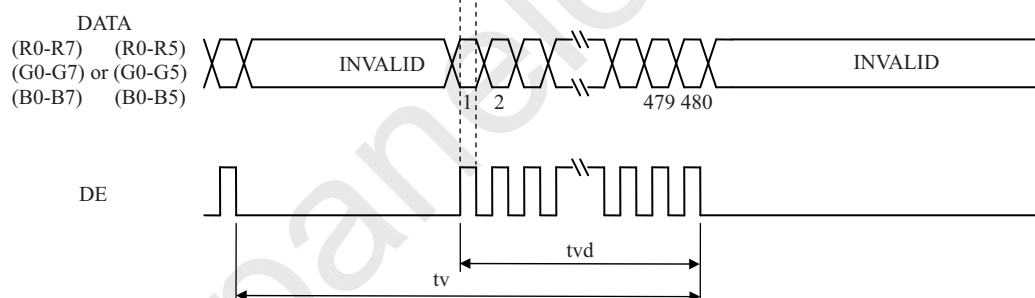 DATA
(R0-R7) (R0-R5)
(G0-G7) or (G0-G5)
(B0-B7) (B0-B5)
INVALID
INVALID
1 2 479 480
DE
tvd
tv